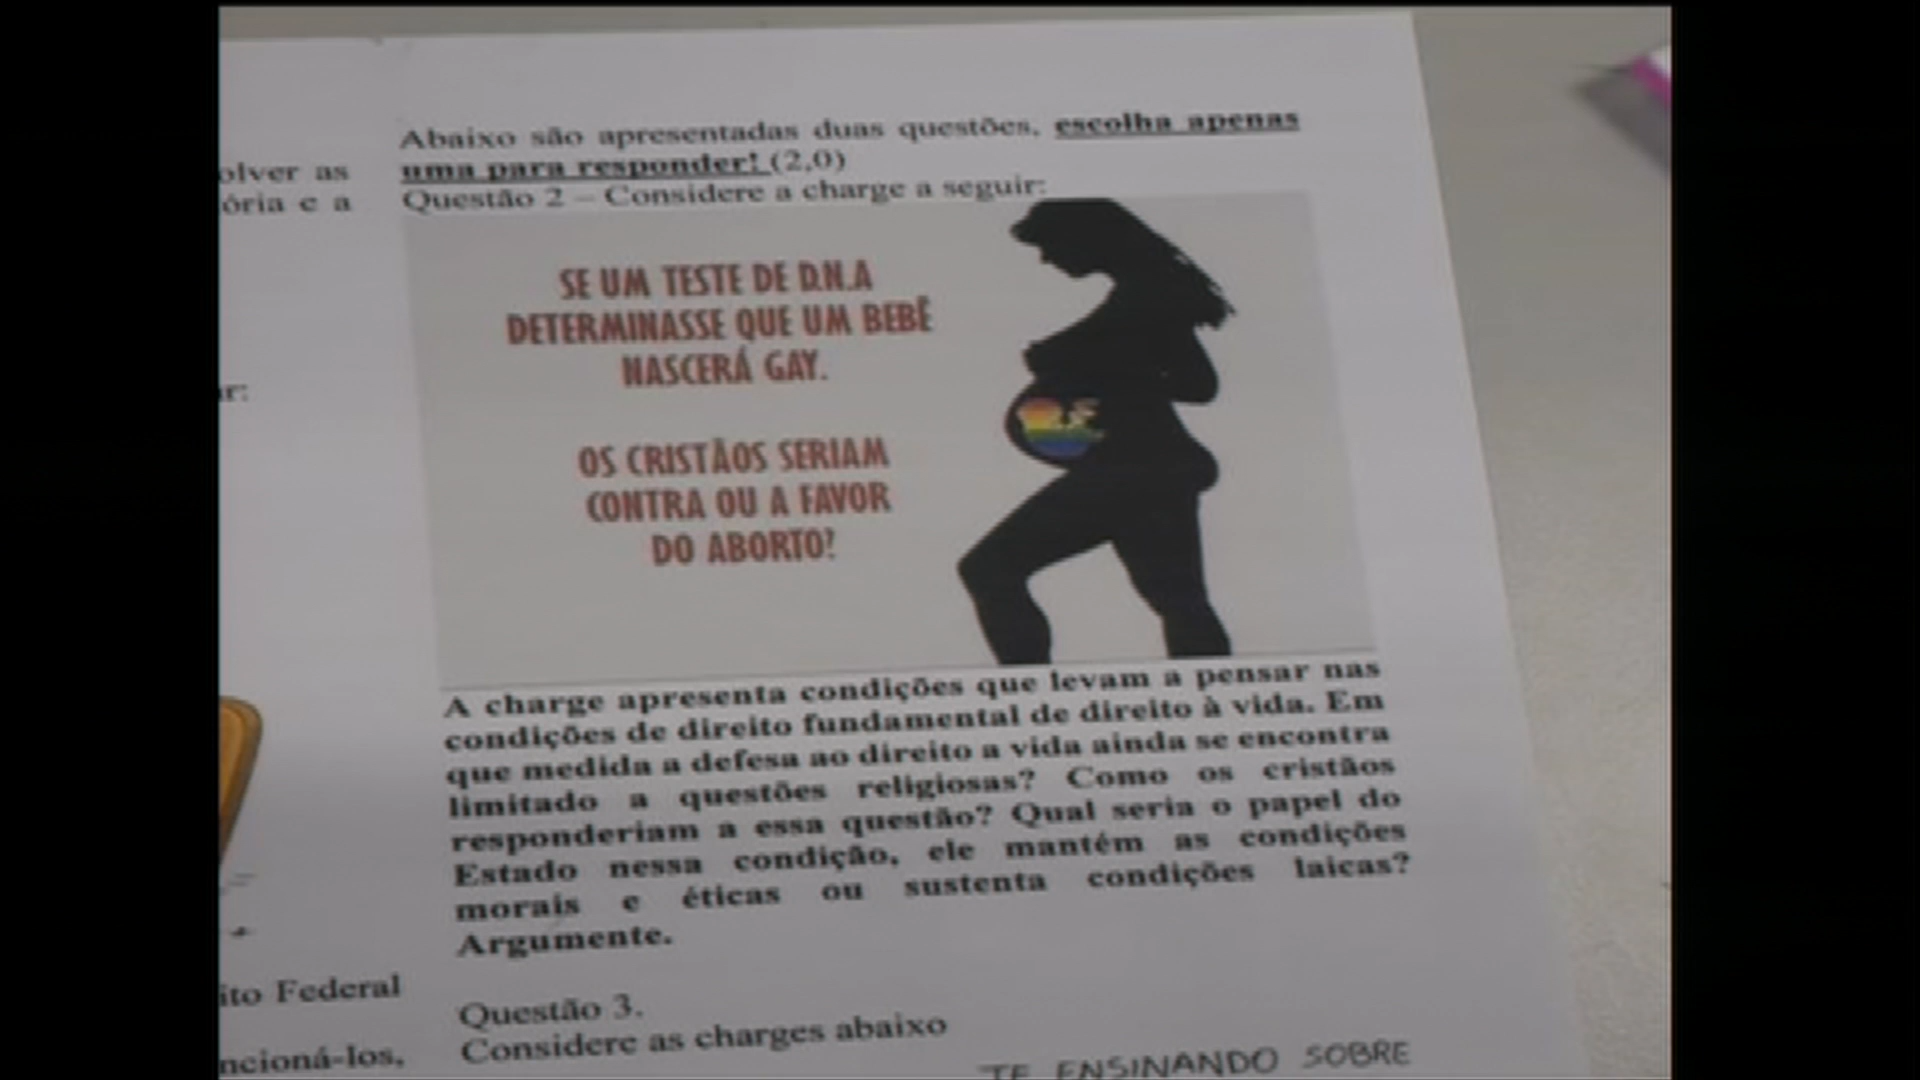 olver as
ória e a
r:
ito Federal
ncioná-los,
Abaixo são apresentadas duas questões, escolha apenas
uma para responder! (2,0)
Questão 2 – Considere a charge a seguir:
SE UM TESTE DE D.N.A
DETERMINASSE QUE UM BEBÊ
NASCERÁ GAY.
OS CRISTÃOS SERIAM
CONTRA OU A FAVOR
DO ABORTO?
A charge apresenta condições que levam a pensar nas
condições de direito fundamental de direito à vida. Em
que medida a defesa ao direito a vida ainda se encontra
limitado a questões religiosas? Como os cristãos
responderiam a essa questão? Qual seria o papel do
Estado nessa condição, ele mantém as condições
morais e éticas ou sustenta condições laicas?
Argumente.
Questão 3.
Considere as charges abaixo
TE ENSINANDO SOBRE